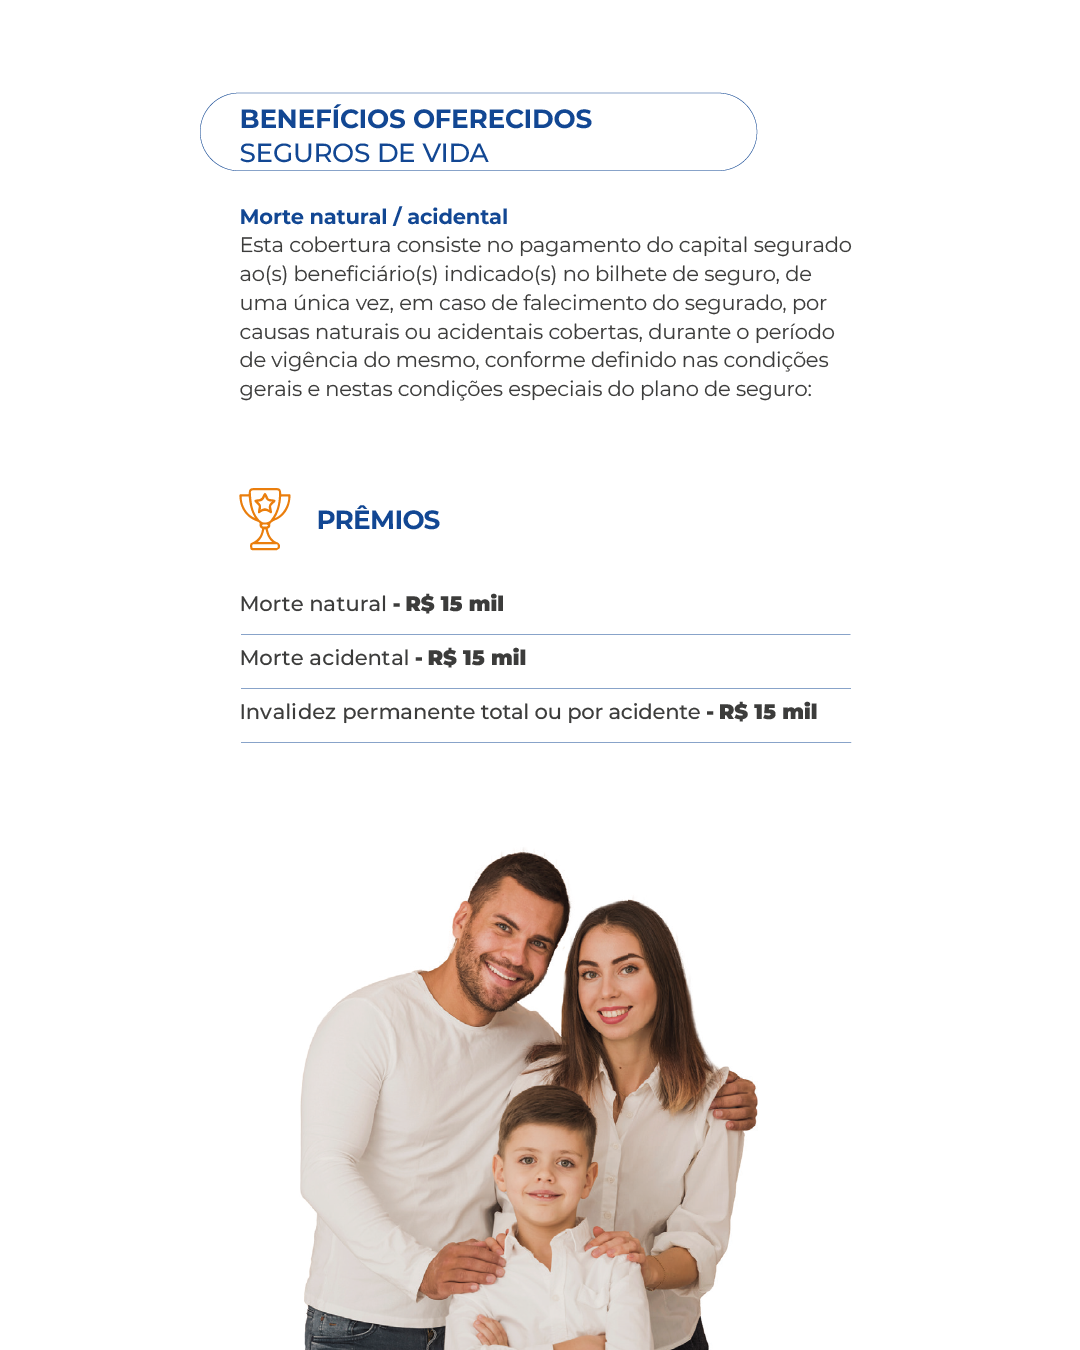 BENEFÍCIOS OFERECIDOS
SEGUROS DE VIDA
Morte natural / acidental
Esta cobertura consiste no pagamento do capital segurado
ao(s) beneficiário(s) indicado(s) no bilhete de seguro, de
uma única vez, em caso de falecimento do segurado, por
causas naturais ou acidentais cobertas, durante o período
de vigência do mesmo, conforme definido nas condições
gerais e nestas condições especiais do plano de seguro:
PRÊMIOS
Morte natural - R$ 15 mil
Morte acidental - R$ 15 mil
Invalidez permanente total ou por acidente - R$ 15 mil